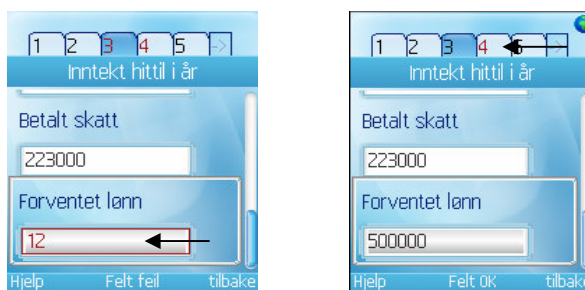 1 2 3 4 5 ->
Inntekt hittil i år
Betalt skatt
223000
Forventet lønn
12
Hjelp Felt feil tilbake
1 2 3 4 5 ->
Inntekt hittil i år
Betalt skatt
223000
Forventet lønn
500000
Hjelp Felt OK tilbake